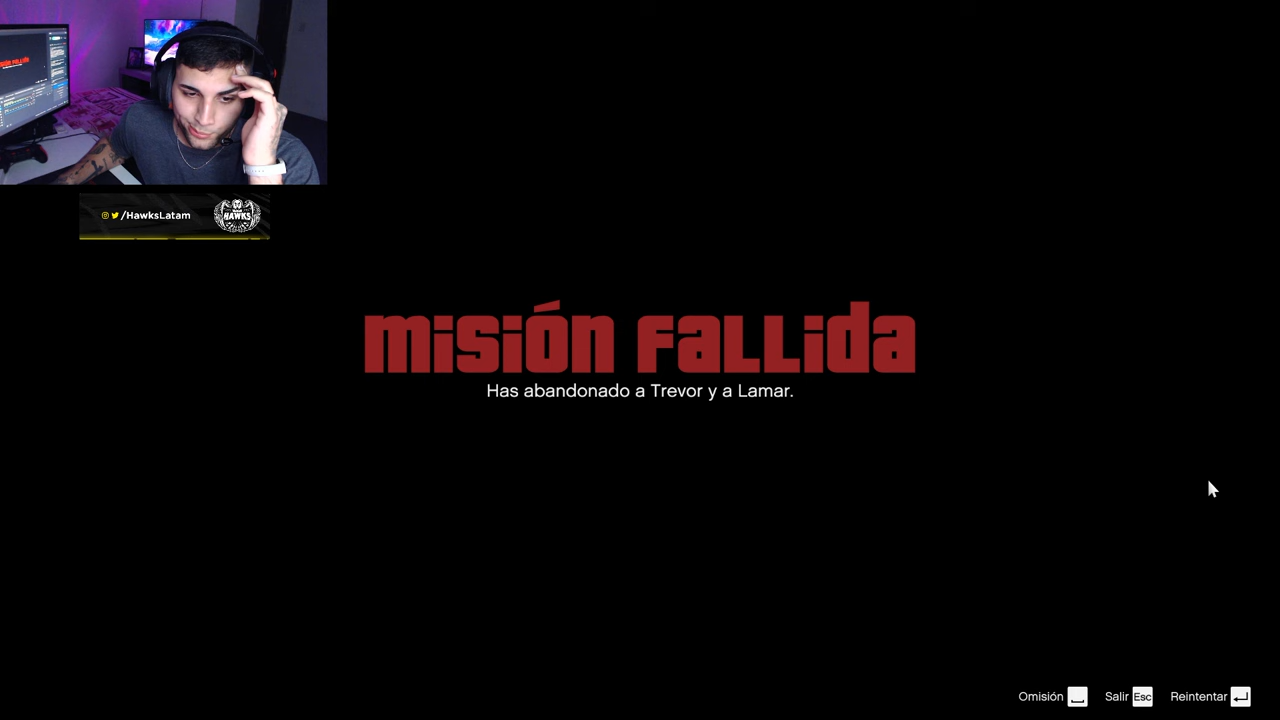 /HawksLatam
HAWKS
misión fallida
Has abandonado a Trevor y a Lamar.
Omisión
Salir Esc
Reintentar